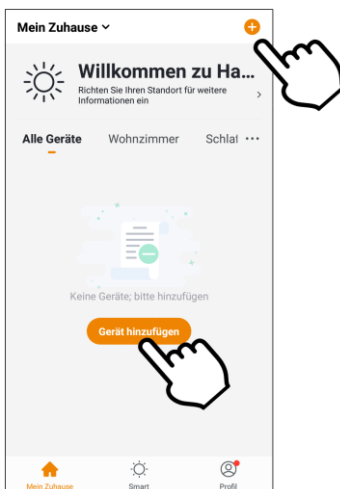 Mein Zuhause
Willkommen zu Ha...
Richten Sie Ihren Standort für weitere
Informationen ein
Alle Geräte Wohnzimmer Schlaf ...
Keine Geräte; bitte hinzufügen
Gerät hinzufügen
Mein Zuhause Smart Profil